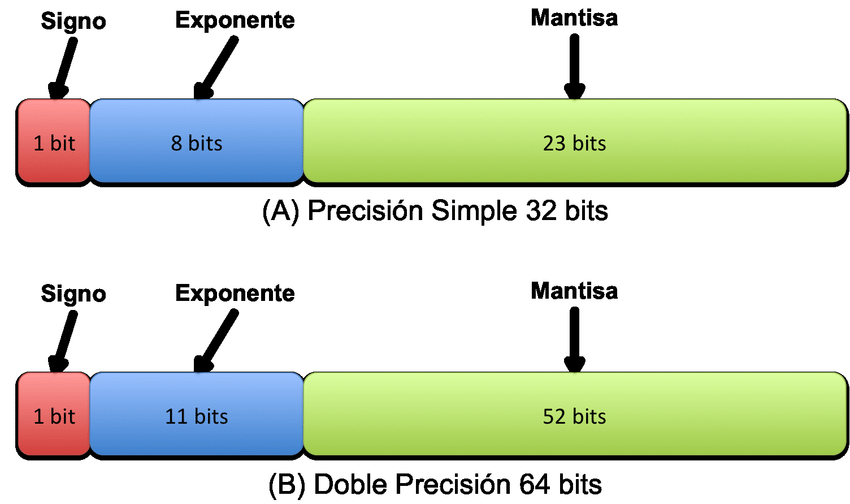 Signo Exponente Mantisa
1 bit 8 bits 23 bits
(A) Precisión Simple 32 bits
Signo Exponente Mantisa
1 bit 11 bits 52 bits
(B) Doble Precisión 64 bits